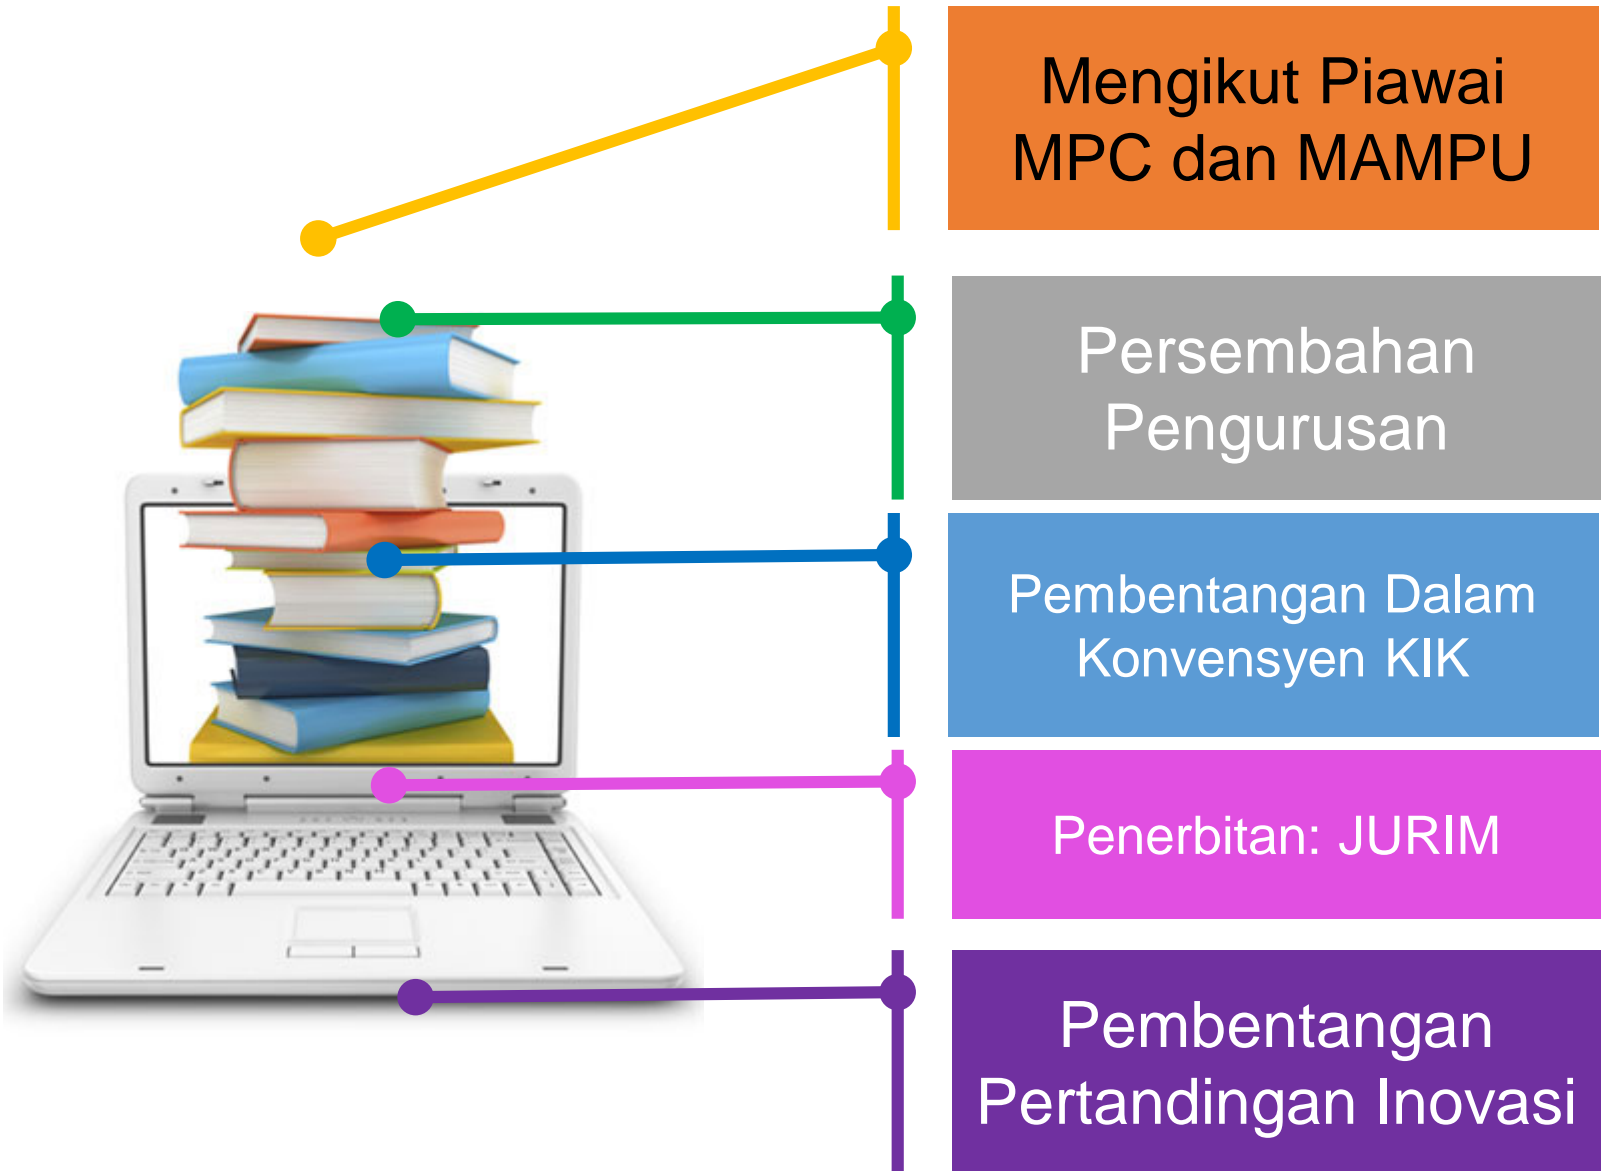 Mengikut Piawai
MPC dan MAMPU
Persembahan
Pengurusan
Pembentangan Dalam
Konvensyen KIK
Penerbitan: JURIM
Pembentangan
Pertandingan Inovasi